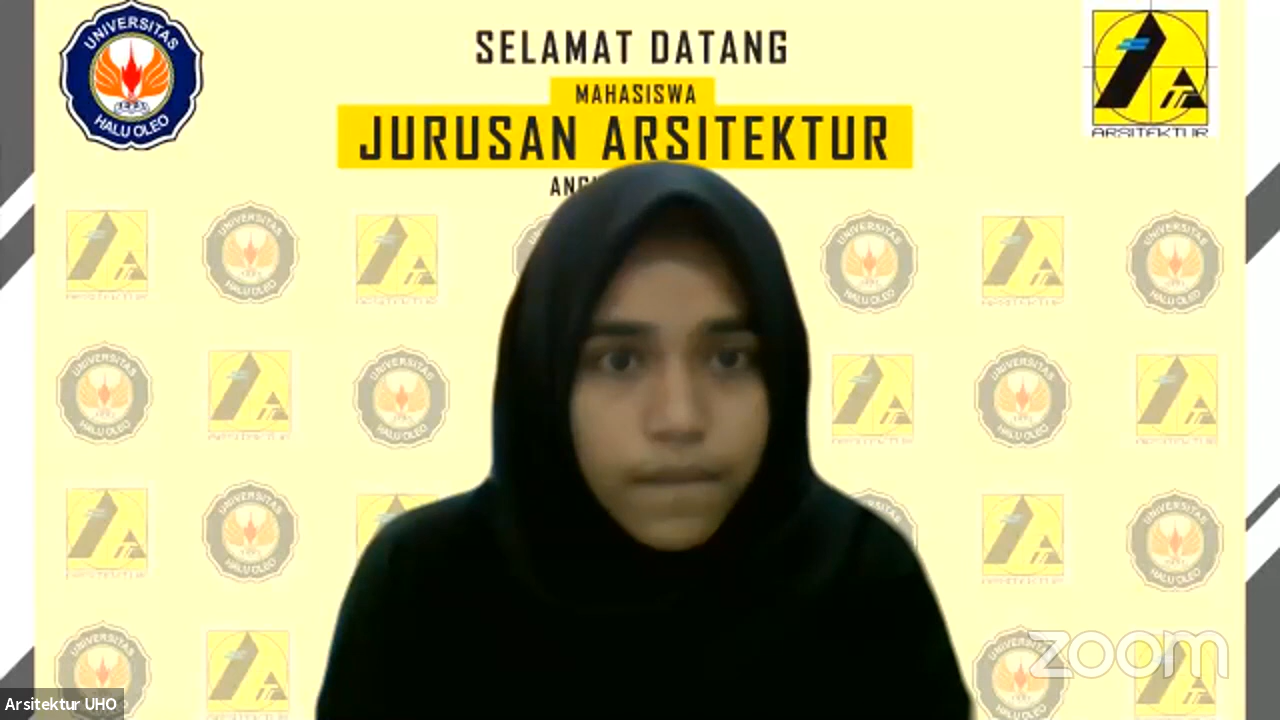 SELAMAT DATANG
MAHASISWA
JURUSAN ARSITEKTUR
UNIVERSITAS
HALU OLEO
ARSITEKTUR
zoom
Arsitektur UHO